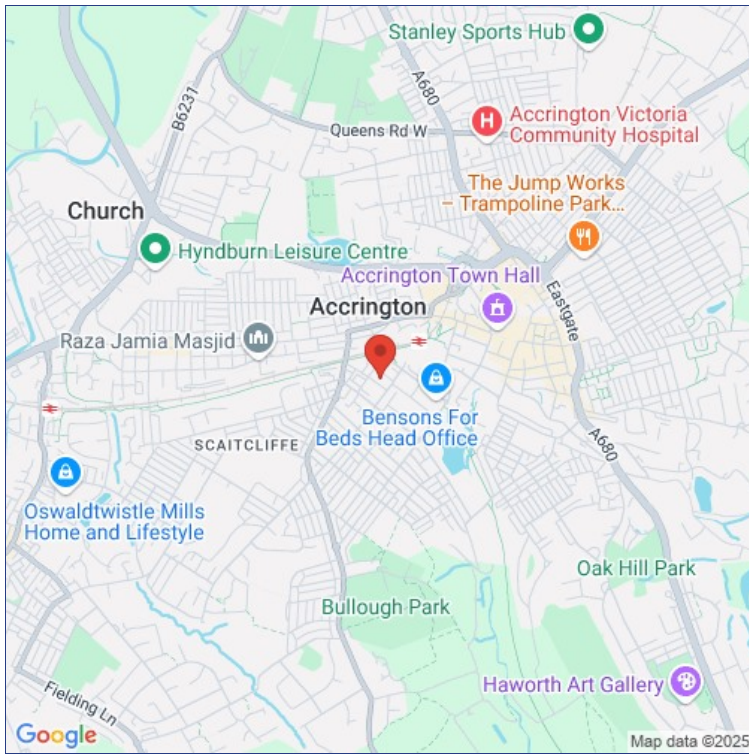 Stanley Sports Hub
A680
B6231
Queens Rd W
H
Accrington Victoria
Community Hospital
The Jump Works
– Trampoline Park...
Church
Hyndburn Leisure Centre
Accrington Town Hall
Eastgate
Accrington
Raza Jamia Masjid
Bensons For
Beds Head Office
SCAITCLIFFE
A680
Oswaldtwistle Mills
Home and Lifestyle
Oak Hill Park
Bullough Park
Haworth Art Gallery
Fielding Ln
Google
Map data ©2025